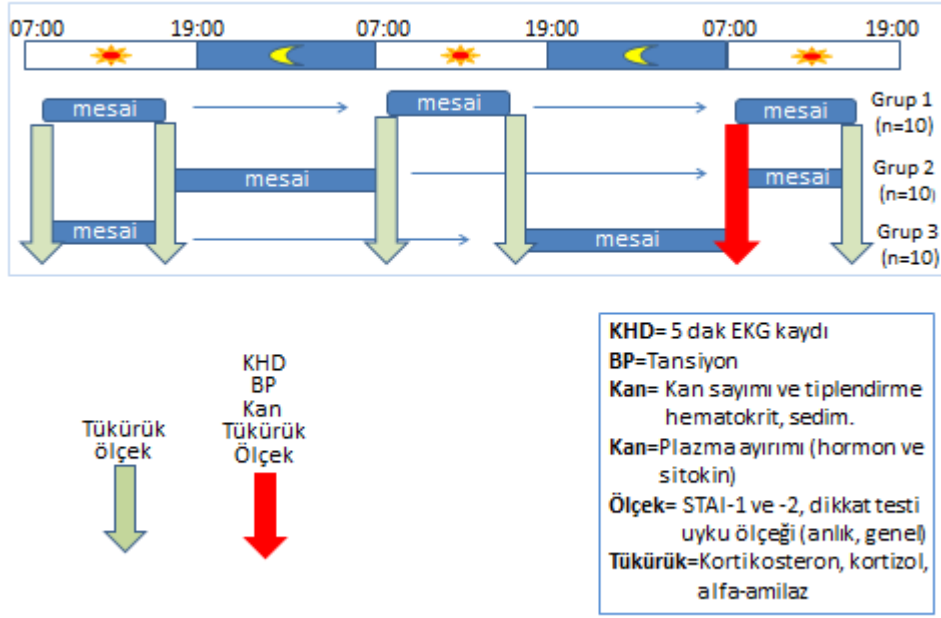 07:00 19:00 07:00 19:00 07:00 19:00
mesai mesai mesai Grup 1
(n=10)
mesai mesai Grup 2
(n=10)
mesai mesai Grup 3
(n=10)
KHD
BP
Kan
Tükürük
Ölçek
Tükürük
ölçek
KHD= 5 dak EKG kaydı
BP=Tansiyon
Kan= Kan sayımı ve tiplendirme
hematokrit, sedim.
Kan=Plazma ayırımı (hormon ve
sitokin)
Ölçek= STAI-1 ve -2, dikkat testi
uyku ölçeği (anlık, genel)
Tükürük=Kortikosteron, kortizol,
alfa-amilaz